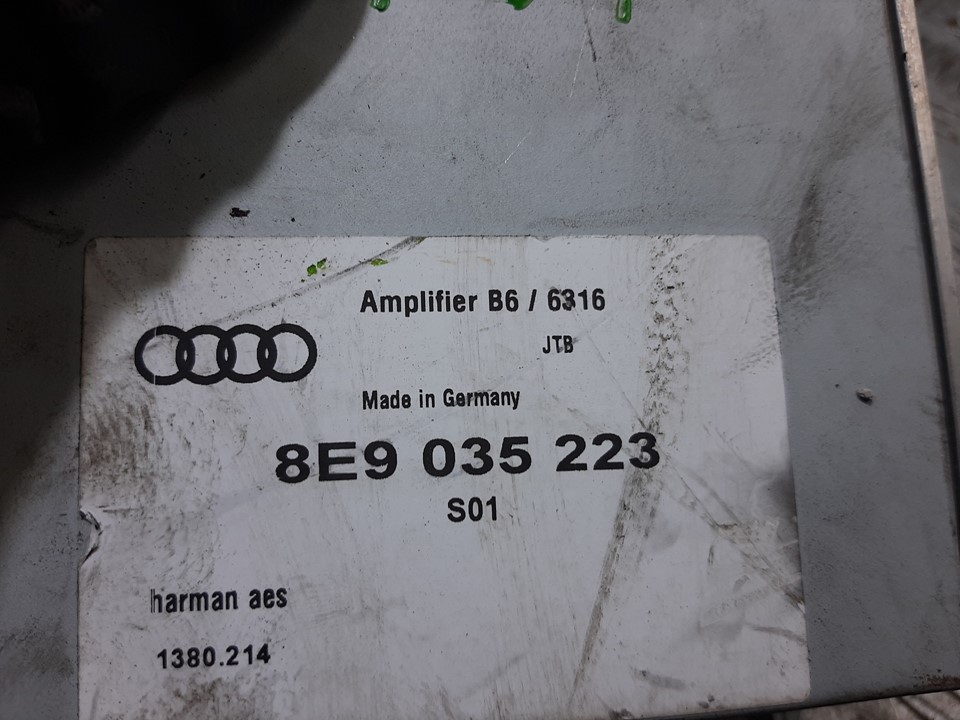 Amplifier B6 / 6316
JTB
Made in Germany
8E9 035 223
S01
harman aes
1380.214